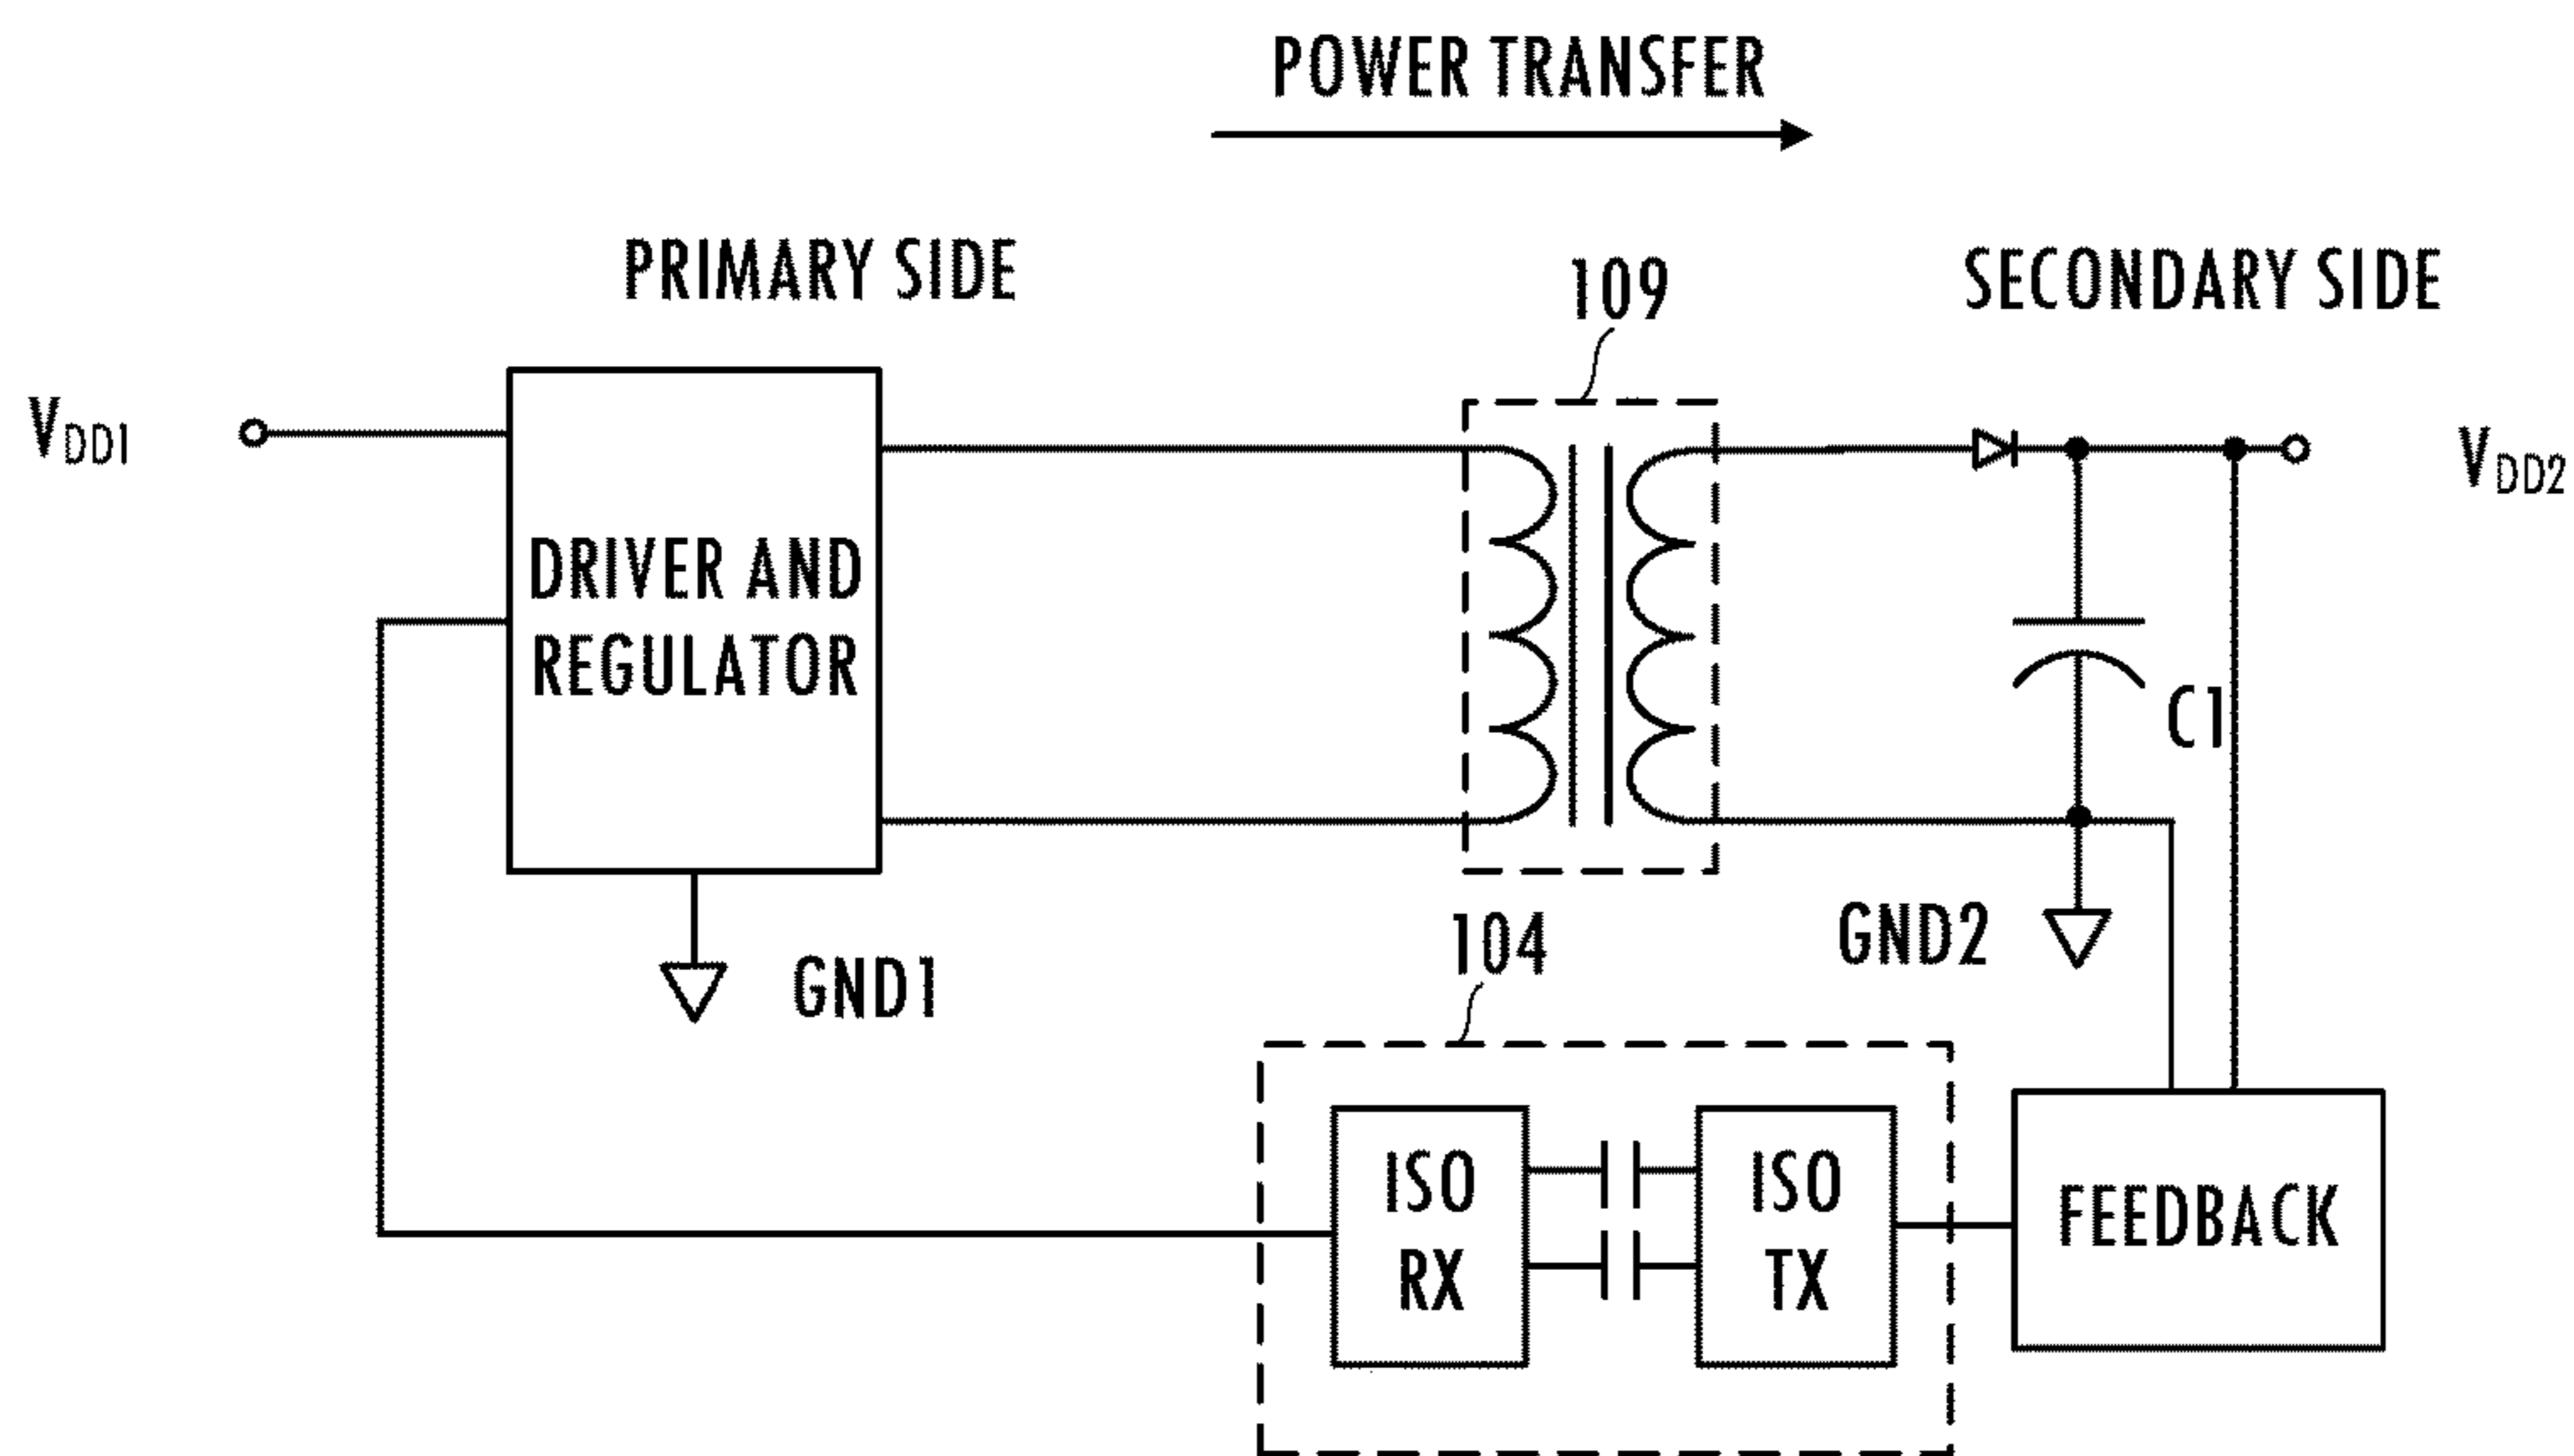 POWER TRANSFER
PRIMARY SIDE
109
SECONDARY SIDE
VDD1
VDD2
DRIVER AND
REGULATOR
C1
GND1
104
GND2
ISO
RX
ISO
TX
FEEDBACK